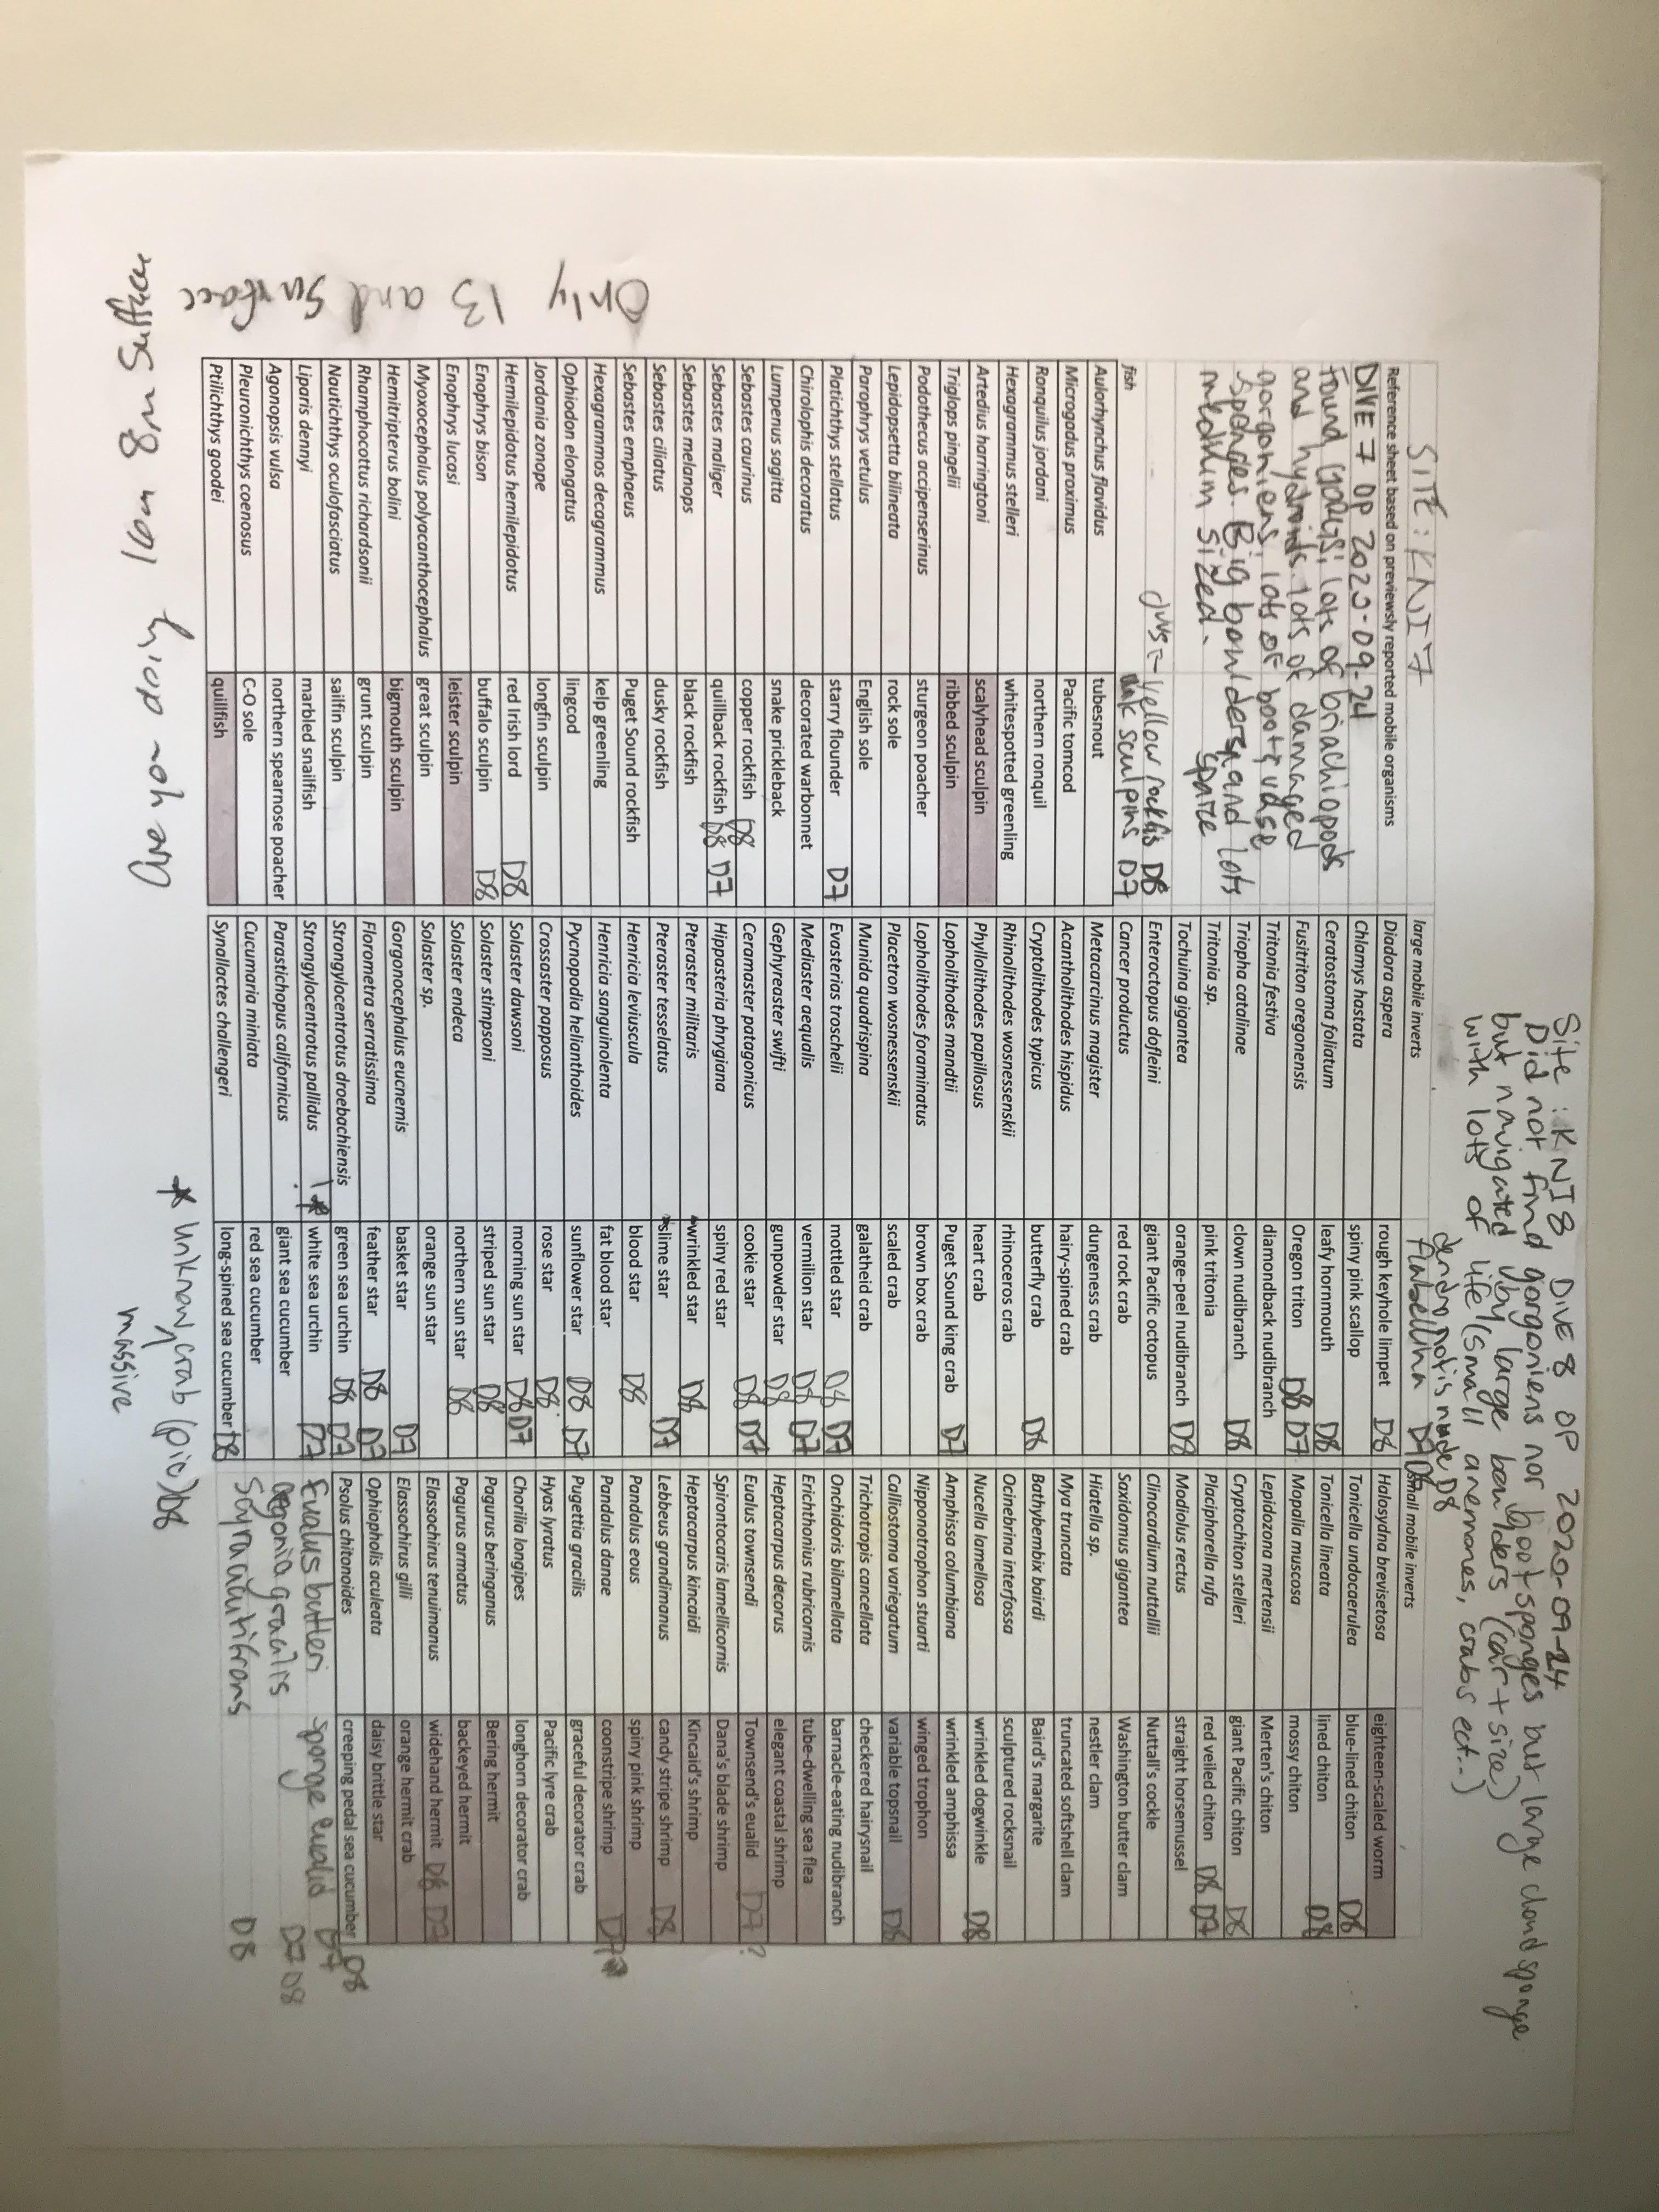 Site : KNI8 DIVE 8 OP 2020-09-24
Did not find gorgoniens nor boot sponges but large cloud sponge
but navigated by large boulders (car + size)
with lots of life (small anemones, crabs ect.)
SITE: KNI7
Reference sheet based on previewsly reported mobile organisms
DIVE 7 OP 2020-09-24
Found corals; lots of briachiopods
and hydroids. lots of damaged
gorgoniens, lots of boot + vase
sponges. Big boulders and lots
medium sized. space
juvs = yellow rockfis D8
sculpins D7
fish
Aulorhynchus flavidus tubesnout
Microgadus proximus Pacific tomcod
Ronquilus jordani northern ronquil
Hexagrammus stelleri whitespotted greenling
Artedius harringtoni scalyhead sculpin
Triglops pingelii ribbed sculpin
Podothecus accipenserinus sturgeon poacher
Lepidopsetta bilineata rock sole
Parophrys vetulus English sole
Platichthys stellatus starry flounder D7
Chirolophis decoratus decorated warbonnet
Lumpenus sagitta snake prickleback
Sebastes caurinus copper rockfish D8
Sebastes maliger quillback rockfish D8 D7
Sebastes melanops black rockfish
Sebastes ciliatus dusky rockfish
Sebastes emphaeus Puget Sound rockfish
Hexagrammos decagrammus kelp greenling
Ophiodon elongatus lingcod
Jordania zonope longfin sculpin
Hemilepidotus hemilepidotus red Irish lord D8
Enophrys bison buffalo sculpin D8
Enophrys lucasi leister sculpin
Myoxocephalus polyacanthocephalus great sculpin
Hemitripterus bolini bigmouth sculpin
Rhamphocottus richardsonii grunt sculpin
Nautichthys oculofasciatus sailfin sculpin
Liparis dennyi marbled snailfish
Agonopsis vulsa northern spearnose poacher
Pleuronichthys coenosus C-O sole
Ptilichthys goodei quillfish
dendronotis nude D8
flabellina D7 D8
large mobile inverts
Diadora aspera rough keyhole limpet D8
Chlamys hastata spiny pink scallop
Ceratostoma foliatum leafy hornmouth D8
Fusitriton oregonensis Oregon triton D8 D7
Tritonia festiva diamondback nudibranch
Triopha catalinae clown nudibranch D8
Tritonia sp. pink tritonia
Tochuina gigantea orange-peel nudibranch D8
Enteroctopus dofleini giant Pacific octopus
Cancer productus red rock crab
Metacarcinus magister dungeness crab
Acantholithodes hispidus hairy-spined crab
Cryptolithodes typicus butterfly crab D8
Rhinolithodes wosnessenskii rhinoceros crab
Phyllolithodes papillosus heart crab
Lopholithodes mandtii Puget Sound king crab D7
Lopholithodes foraminatus brown box crab
Placetron wosnessenskii scaled crab
Munida quadrispina galatheid crab
Evasterias troschelii mottled star D8 D7
Mediaster aequalis vermilion star D8 D7
Gephyreaster swifti gunpowder star D8
Ceramaster patagonicus cookie star D8 D7
Hippasteria phrygiana spiny red star
Pteraster militaris wrinkled star D8
Pteraster tesselatus slime star D7
Henricia leviuscula blood star D8
Henricia sanguinolenta fat blood star
Pycnopodia helianthoides sunflower star D8 D7
Crossaster papposus rose star D8
Solaster dawsoni morning sun star D8 D7
Solaster stimpsoni striped sun star D8
Solaster endeca northern sun star D8
Solaster sp. orange sun star
Gorgonocephalus eucnemis basket star D7
Florometra serratissima feather star D8 D7
Strongylocentrotus droebachiensis green sea urchin D8 D7
Strongylocentrotus pallidus white sea urchin D7
Parastichopus californicus giant sea cucumber
Cucumaria miniata red sea cucumber
Synallactes challengeri long-spined sea cucumber D8
* unknown crab (pic) D8
massive
small mobile inverts
Halosydna brevisetosa eighteen-scaled worm
Tonicella undocaerulea blue-lined chiton D8
Tonicella lineata lined chiton D8
Mopalia muscosa mossy chiton
Lepidozona mertensii Merten's chiton
Cryptochiton stelleri giant Pacific chiton D8
Placiphorella rufa red veiled chiton D8 D7
Modiolus rectus straight horsemussel
Clinocardium nuttallii Nuttall's cockle
Saxidomus gigantea Washington butter clam
Hiatella sp. nestler clam
Mya truncata truncated softshell clam
Bathybembix bairdi Baird's margarite
Ocinebrina interfossa sculptured rocksnail
Nucella lamellosa wrinkled dogwinkle D8
Amphissa columbiana wrinkled amphissa
Nipponotrophon stuarti winged trophon
Calliostoma variegatum variable topsnail D8
Trichotropis cancellata checkered hairysnail
Onchidoris bilamellata barnacle-eating nudibranch
Erichthonius rubricornis tube-dwelling sea flea
Heptacarpus decorus elegant coastal shrimp
Eualus townsendi Townsend's eualid D7 ?
Spirontocaris lamellicornis Dana's blade shrimp
Heptacarpus kincaidi Kincaid's shrimp
Lebbeus grandimanus candy stripe shrimp D8
Pandalus eous spiny pink shrimp
Pandalus danae coonstripe shrimp D7
Pugettia gracilis graceful decorator crab
Hyas lyratus Pacific lyre crab
Chorilia longipes longhorn decorator crab
Pagurus beringanus Bering hermit
Pagurus armatus backeyed hermit
Elassochirus tenuimanus widehand hermit D8 D7
Elassochirus gilli orange hermit crab
Ophiopholis aculeata daisy brittle star
Psolus chitonoides creeping pedal sea cucumber D8
Evalus butleri sponge eualid D7
oregonia gracilis D7 D8
Scyra acutifrons D8
Only 13 and surface
you 10m